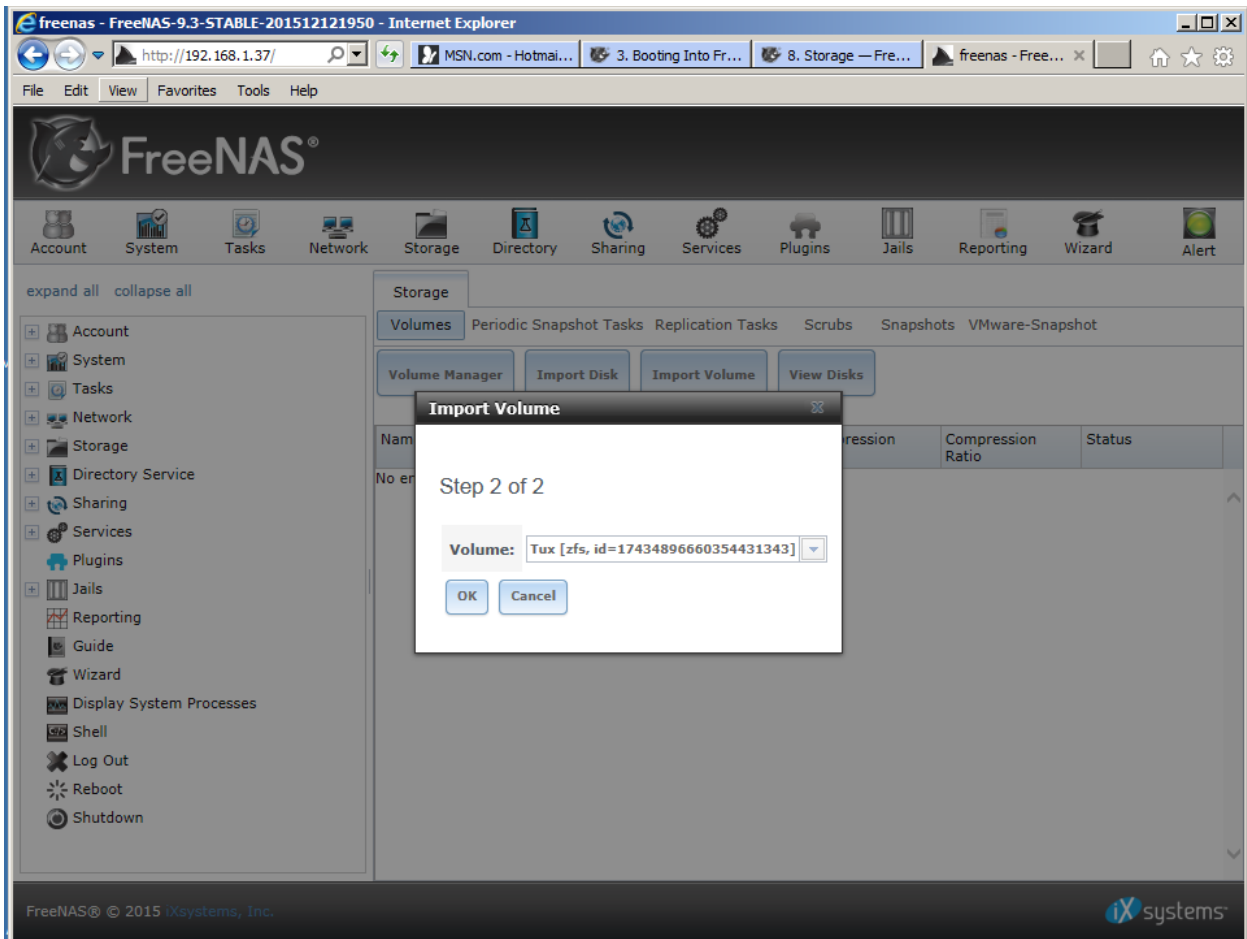 freenas - FreeNAS-9.3-STABLE-201512121950 - Internet Explorer
http://192.168.1.37/ MSN.com - Hotmai... 3. Booting Into Fr... 8. Storage — Fre... freenas - Free...
File Edit View Favorites Tools Help
FreeNAS®
Account System Tasks Network Storage Directory Sharing Services Plugins Jails Reporting Wizard Alert
expand all collapse all
Account
System
Tasks
Network
Storage
Directory Service
Sharing
Services
Plugins
Jails
Reporting
Guide
Wizard
Display System Processes
Shell
Log Out
Reboot
Shutdown
Storage
Volumes Periodic Snapshot Tasks Replication Tasks Scrubs Snapshots VMware-Snapshot
Volume Manager Import Disk Import Volume View Disks
Nam ression Compression Status
Ratio
No er
Import Volume
Step 2 of 2
Volume: Tux [zfs, id=17434896660354431343]
OK Cancel
FreeNAS® © 2015 iXsystems, Inc.
iXsystems